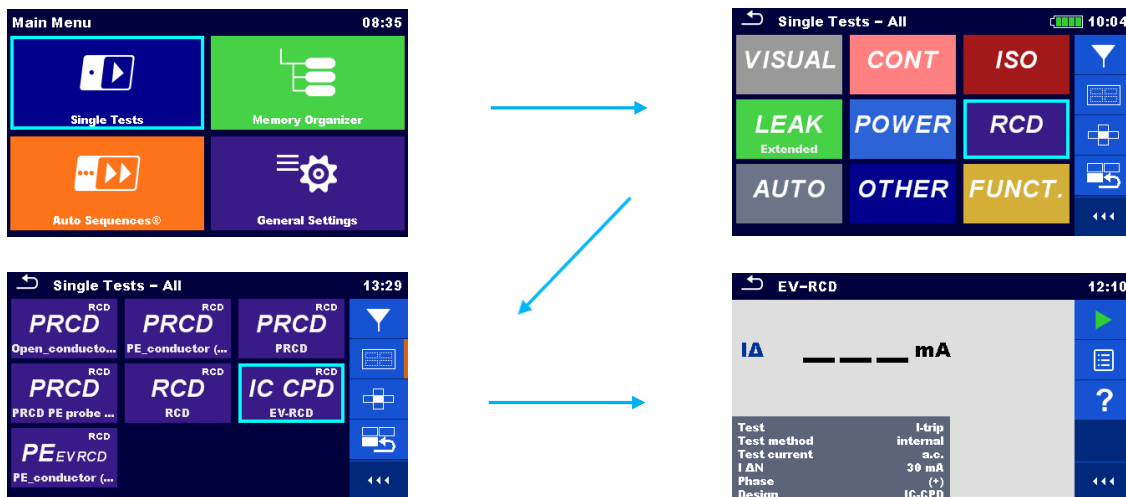 Main Menu 08:35
Single Tests
Memory Organizer
Auto Sequences®
General Settings
Single Tests – All 10:04
VISUAL CONT ISO
LEAK POWER RCD
Extended
AUTO OTHER FUNCT.
Single Tests – All 13:29
RCD RCD RCD
PRCD PRCD PRCD
Open_conducto... PE_conductor (... PRCD
RCD RCD RCD
PRCD RCD IC CPD
PRCD PE probe ... RCD EV-RCD
RCD
PE EVRCD
PE_conductor (...
EV–RCD 12:10
IΔ ___ mA
?
Test I-trip
Test method internal
Test current a.c.
I ΔN 30 mA
Phase (+)
Design IC-CPD